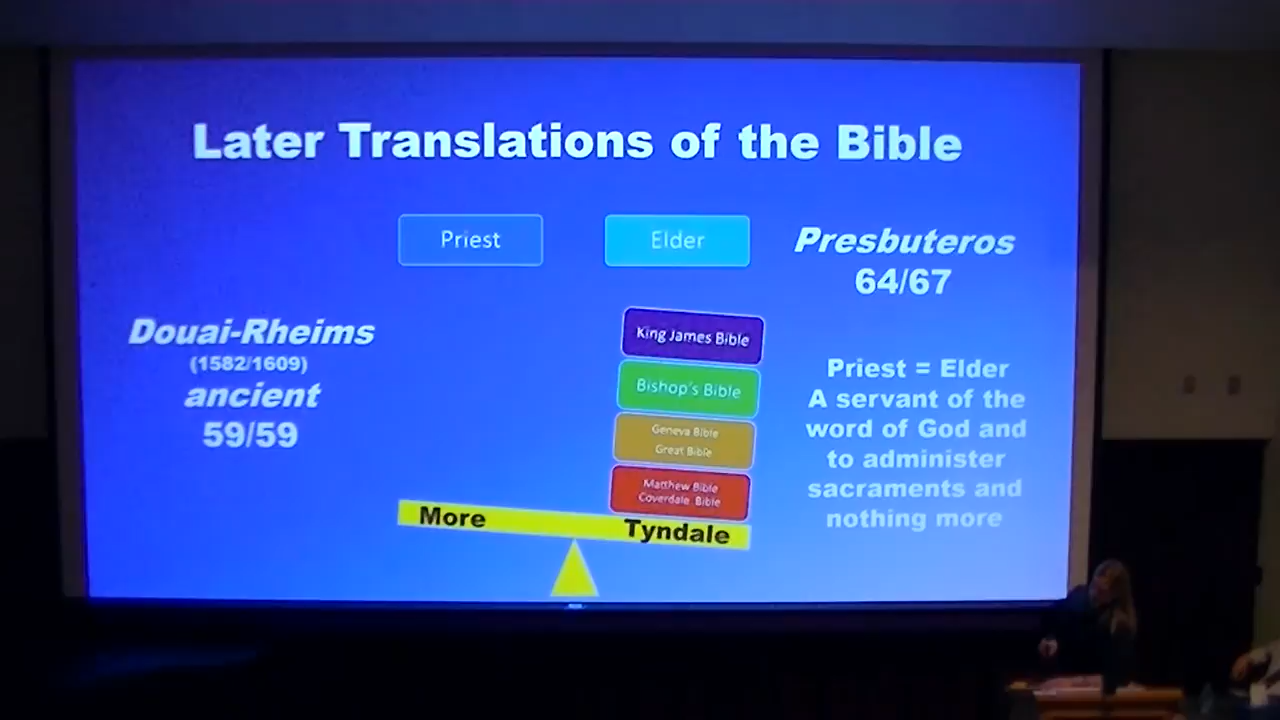 Later Translations of the Bible
Priest
Elder
Presbuteros
64/67
Douai-Rheims
(1582/1609)
ancient
59/59
King James Bible
Bishop's Bible
Geneva Bible
Great Bible
Matthew Bible
Coverdale Bible
More
Tyndale
Priest = Elder
A servant of the
word of God and
to administer
sacraments and
nothing more